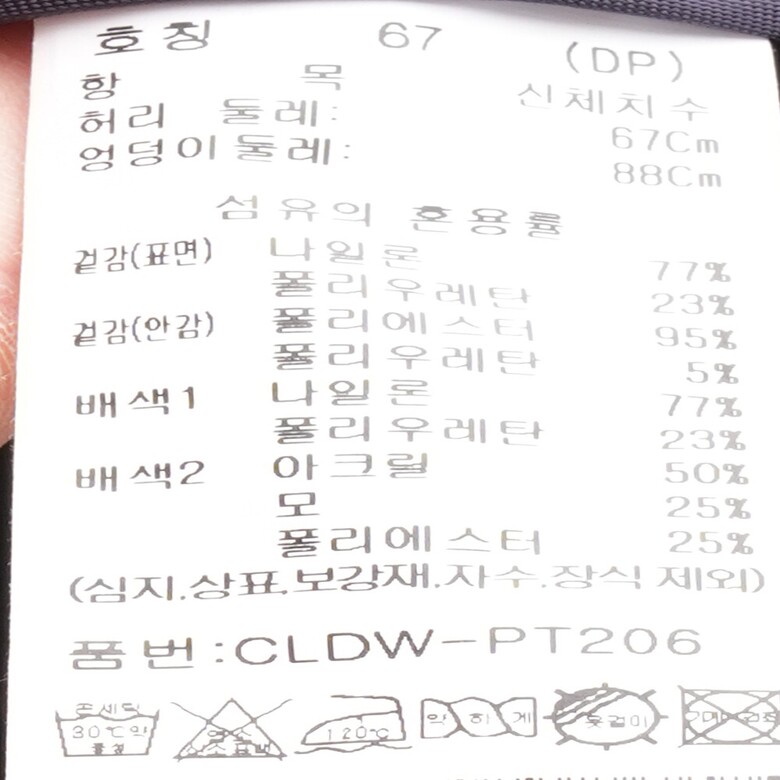 호칭 67 (DP)
항 목 신체치수
허리 둘레: 67Cm
엉덩이둘레: 88Cm
섬유의 혼용률
겉감(표면) 나일론 77%
폴리우레탄 23%
겉감(안감) 폴리에스터 95%
폴리우레탄 5%
배색1 나일론 77%
폴리우레탄 23%
배색2 아크릴 50%
모 25%
폴리에스터 25%
(심지.상표.보강재.자수.장식 제외)
품번:CLDW-PT206
30℃약 120℃ 약하게 옷걸이